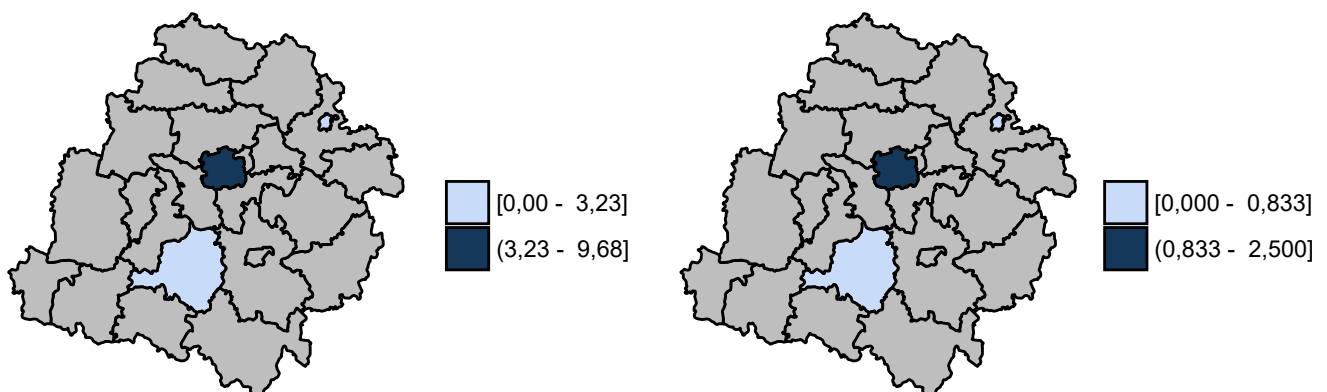 [0,00 -  3,23]
(3,23 -  9,68]
[0,000 -  0,833]
(0,833 -  2,500]